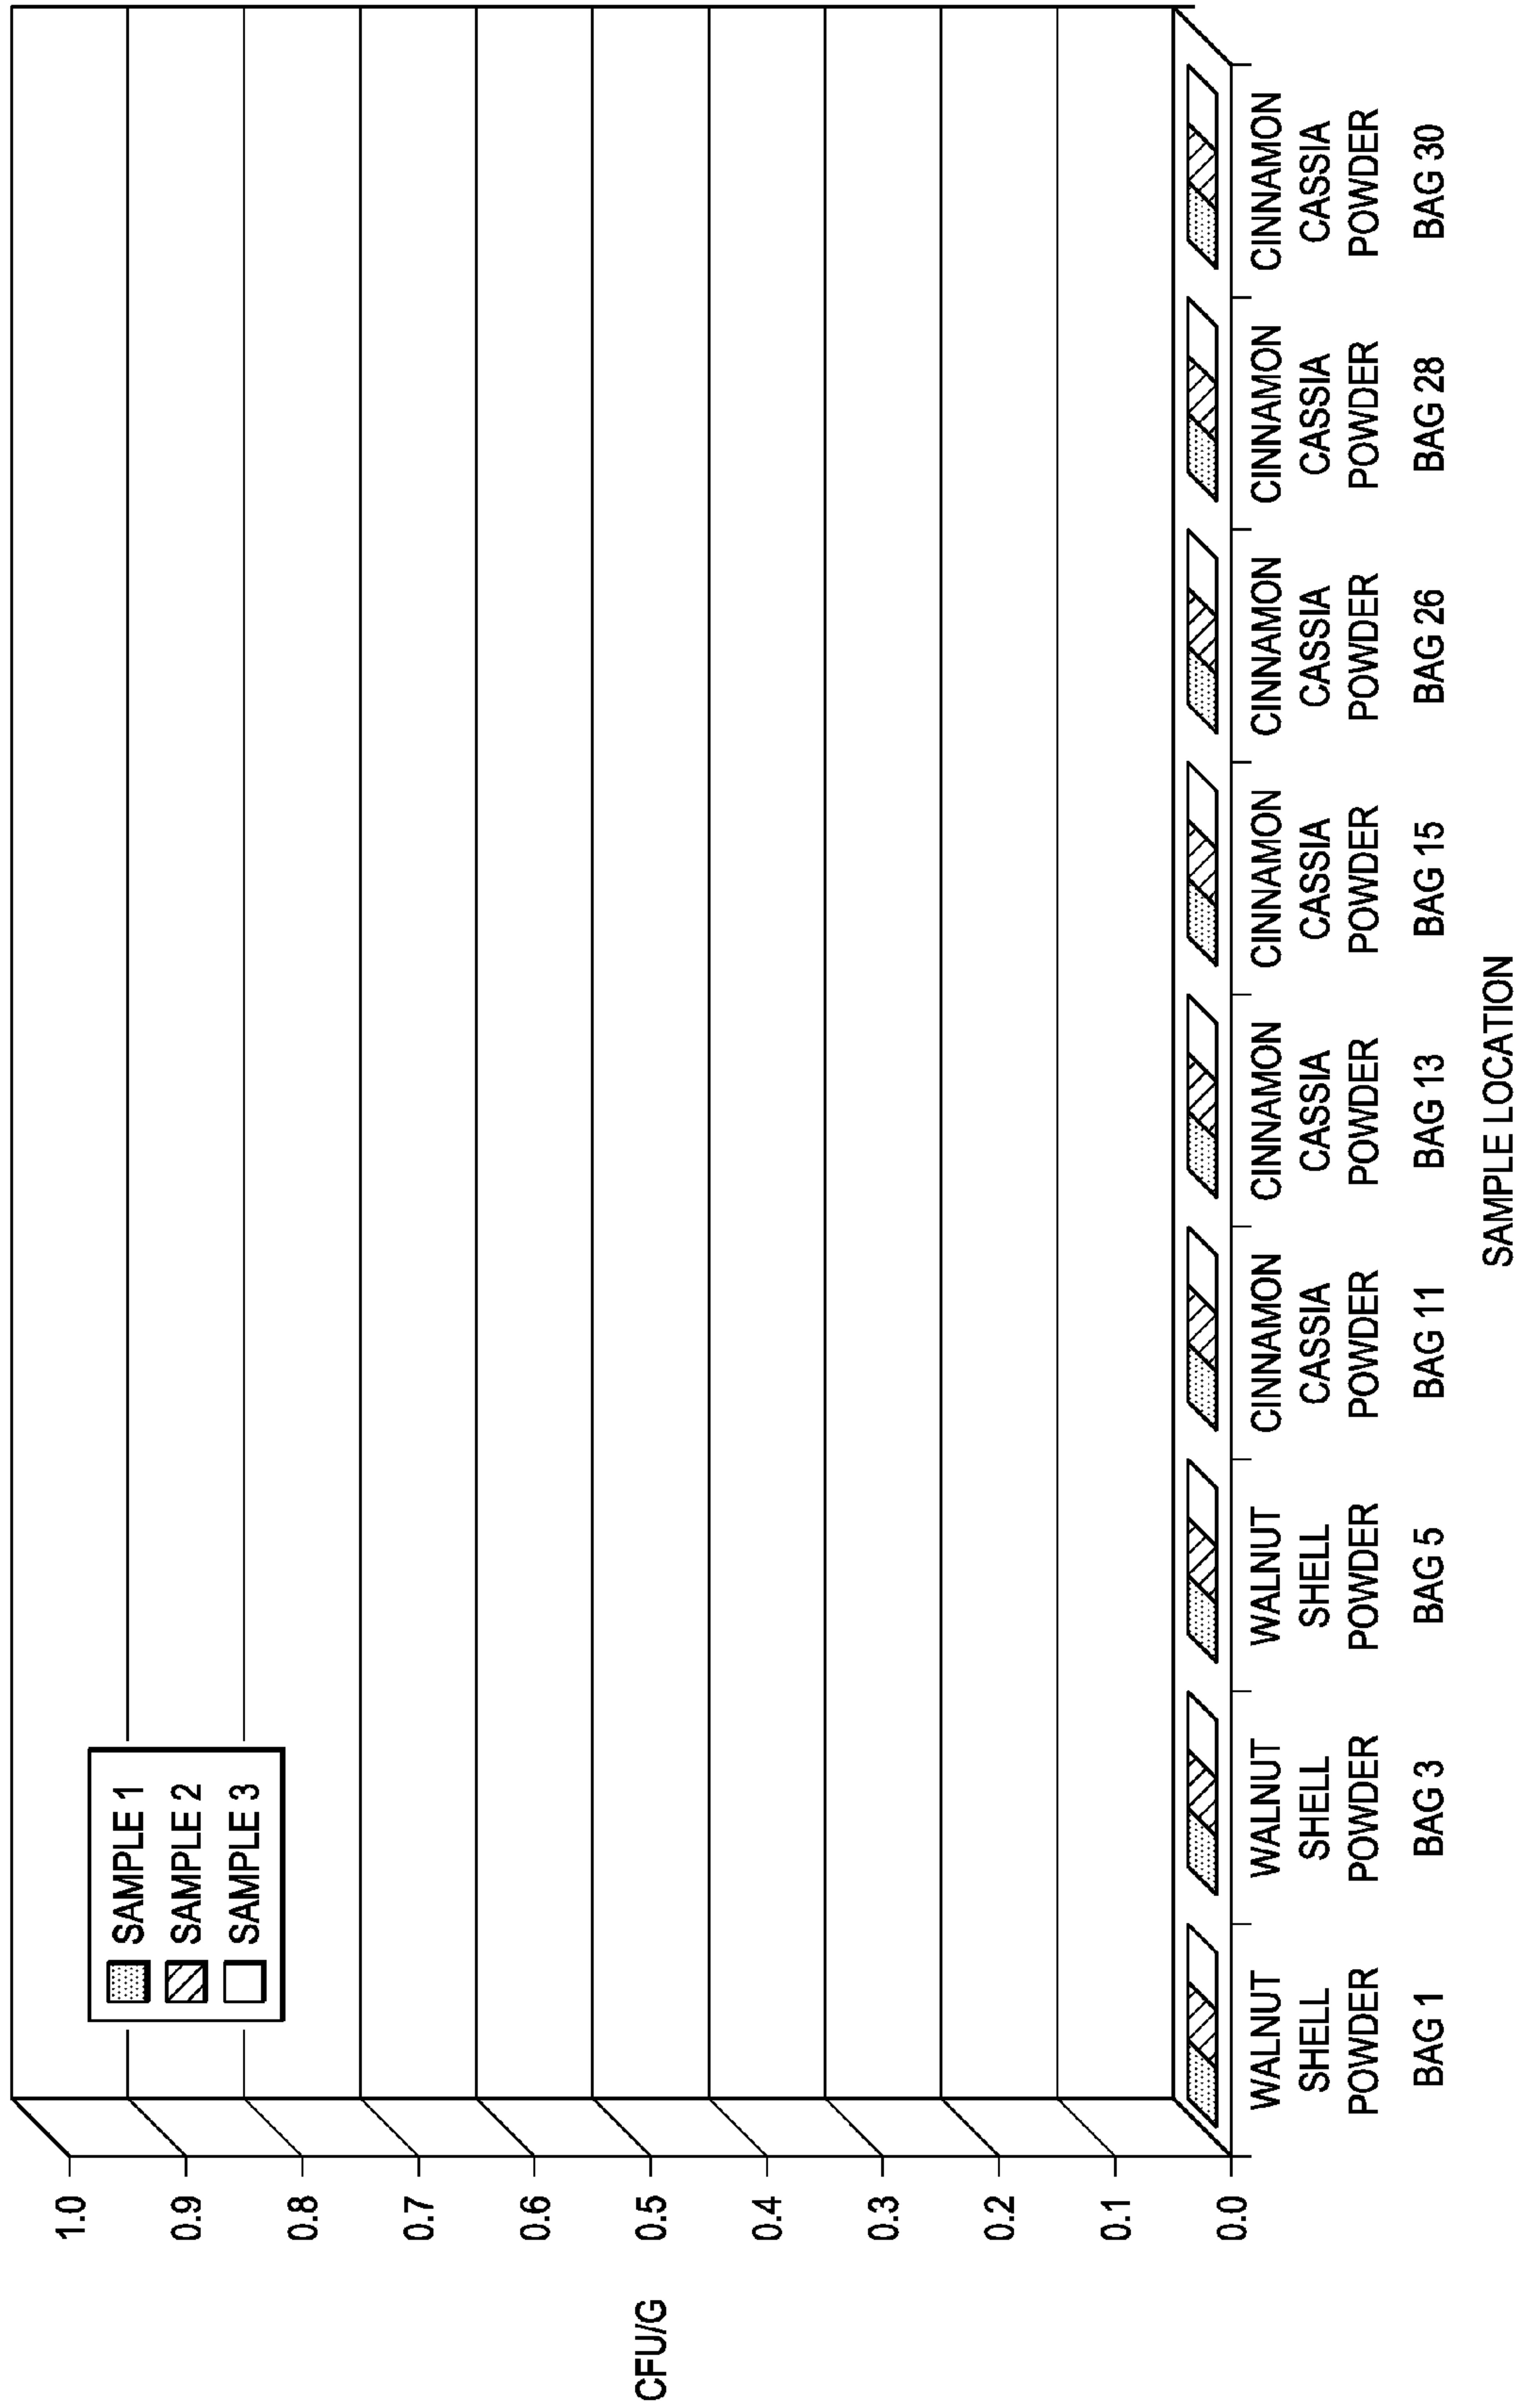 CFU/G
1.0
0.9
0.8
0.7
0.6
0.5
0.4
0.3
0.2
0.1
0.0
SAMPLE 1
SAMPLE 2
SAMPLE 3
WALNUT
SHELL
POWDER
BAG 1
WALNUT
SHELL
POWDER
BAG 3
WALNUT
SHELL
POWDER
BAG 5
CINNAMON
CASSIA
POWDER
BAG 11
CINNAMON
CASSIA
POWDER
BAG 13
CINNAMON
CASSIA
POWDER
BAG 15
CINNAMON
CASSIA
POWDER
BAG 26
CINNAMON
CASSIA
POWDER
BAG 28
CINNAMON
CASSIA
POWDER
BAG 30
SAMPLE LOCATION